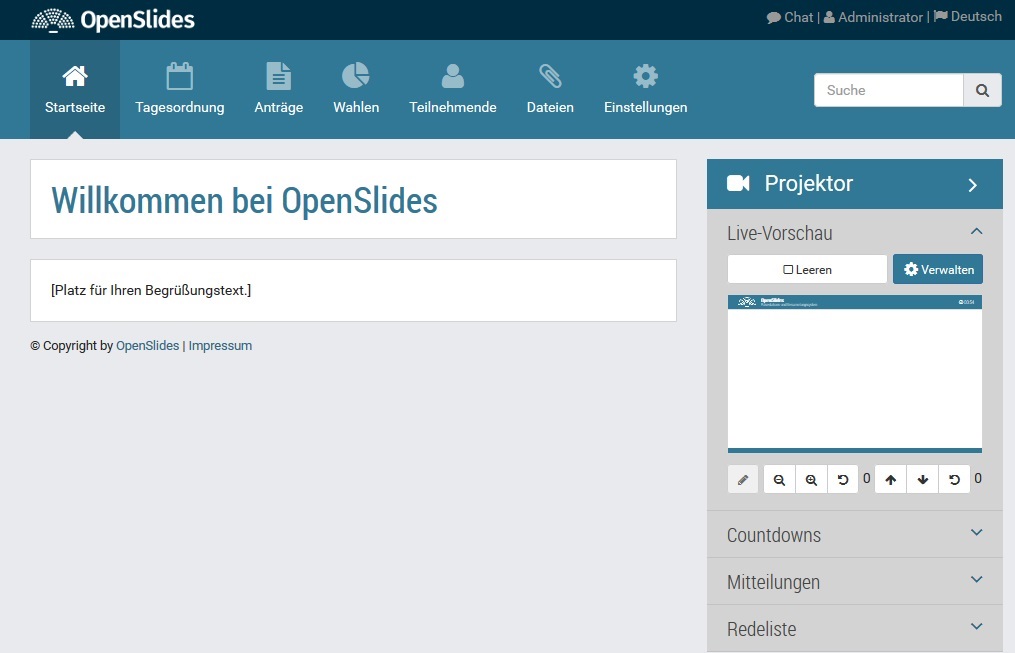 OpenSlides
Chat | Administrator | Deutsch
Startseite Tagesordnung Anträge Wahlen Teilnehmende Dateien Einstellungen
Suche
Willkommen bei OpenSlides
[Platz für Ihren Begrüßungstext.]
© Copyright by OpenSlides | Impressum
Projektor
Live-Vorschau
Leeren Verwalten
OpenSlides
0 0
Countdowns
Mitteilungen
Redeliste